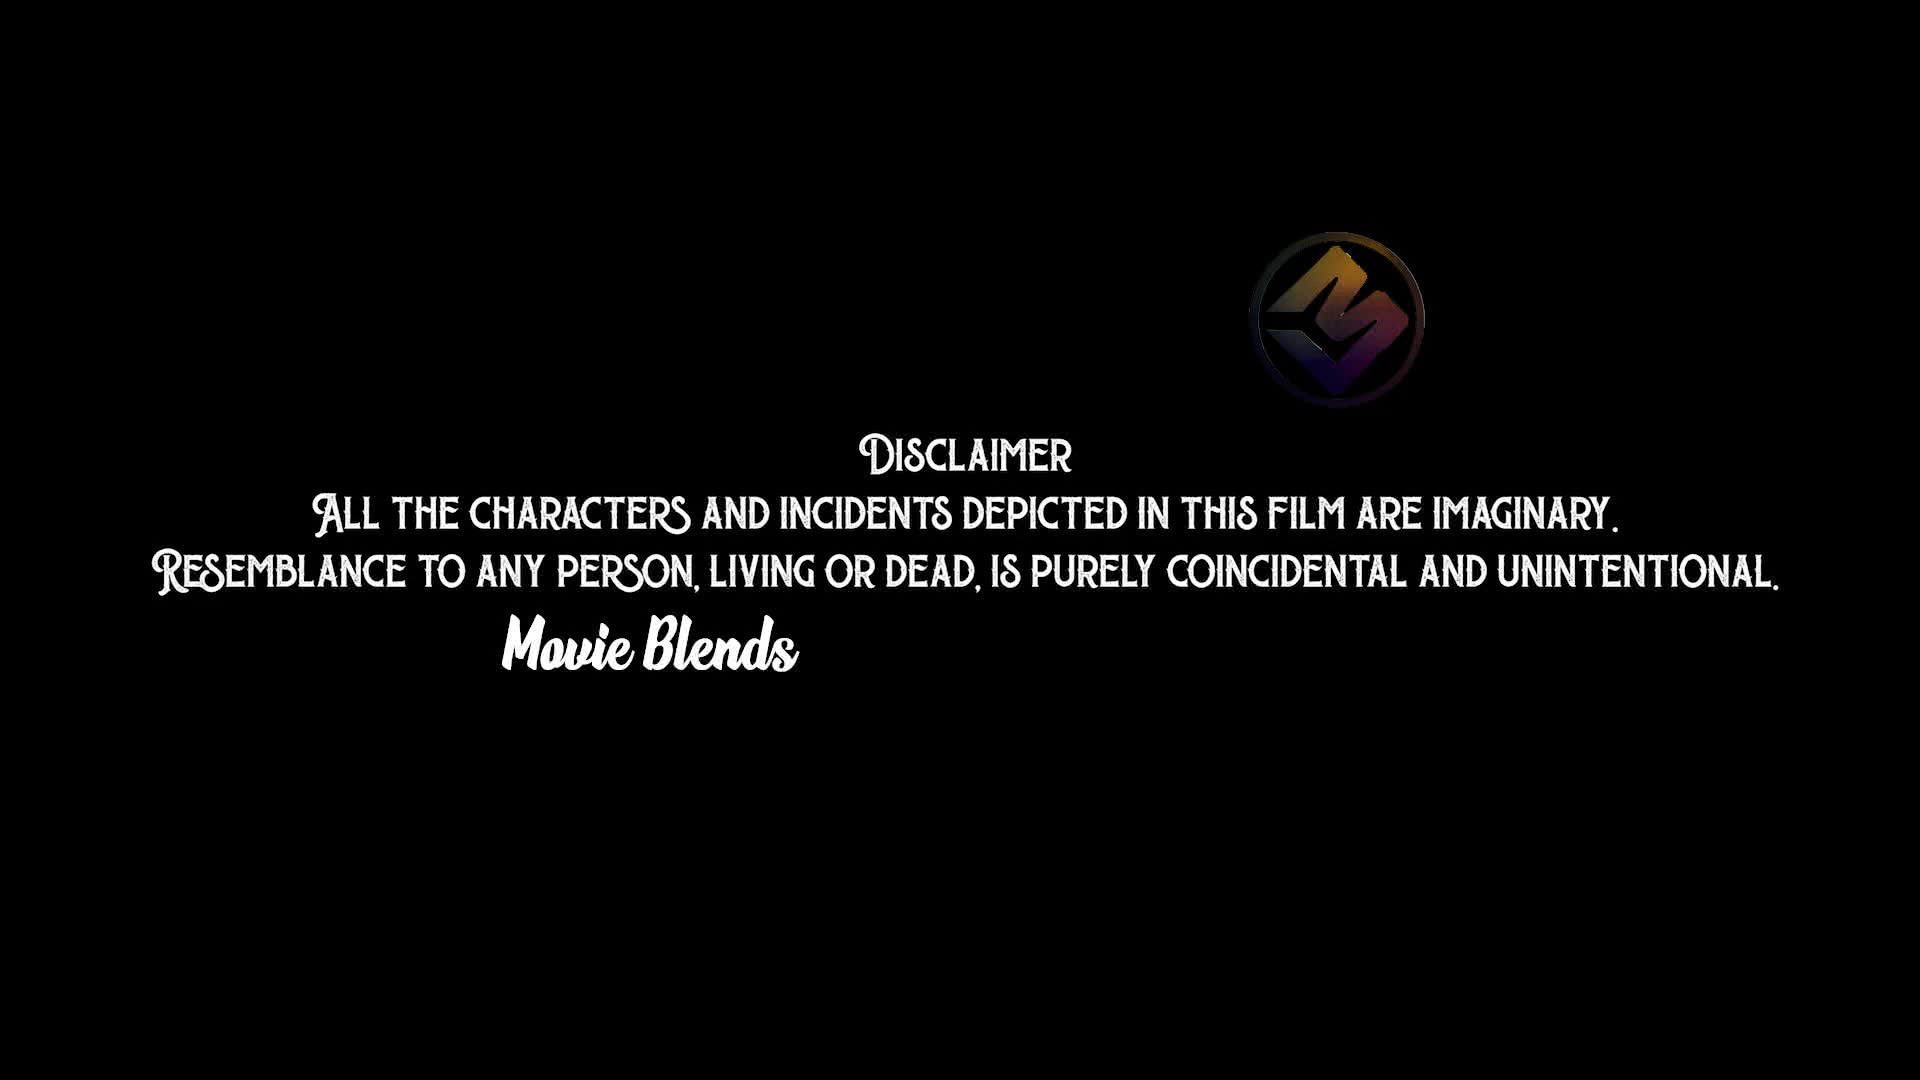 Disclaimer
All the characters and incidents depicted in this film are imaginary.
Resemblance to any person, living or dead, is purely coincidental and unintentional.
Movie Blends